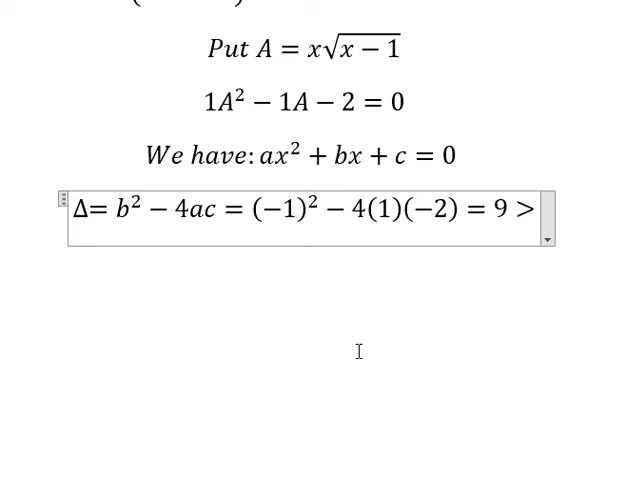 Put A = x√(x − 1)
1A² − 1A − 2 = 0
We have: ax² + bx + c = 0
Δ= b² − 4ac = (−1)² − 4(1)(−2) = 9 >